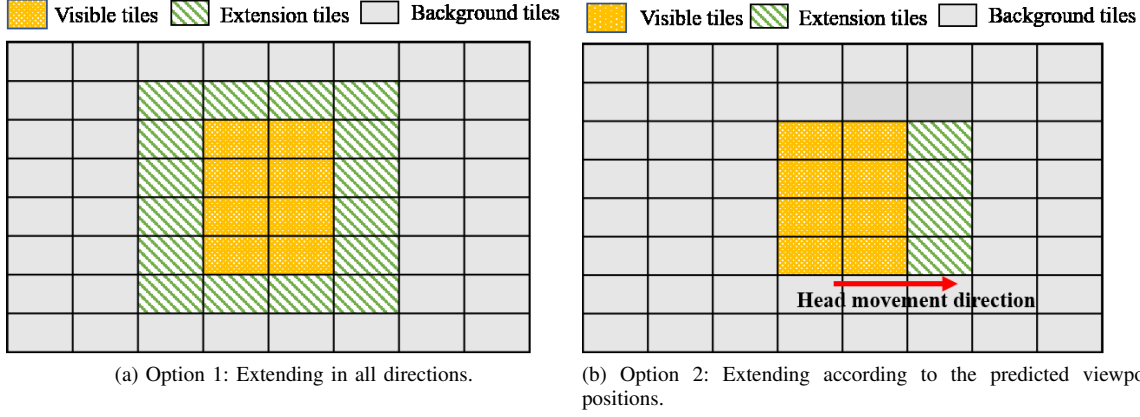 Visible tiles Extension tiles Background tiles
Visible tiles Extension tiles Background tiles
Head movement direction
(a) Option 1: Extending in all directions.
(b) Option 2: Extending according to the predicted viewpo
positions.